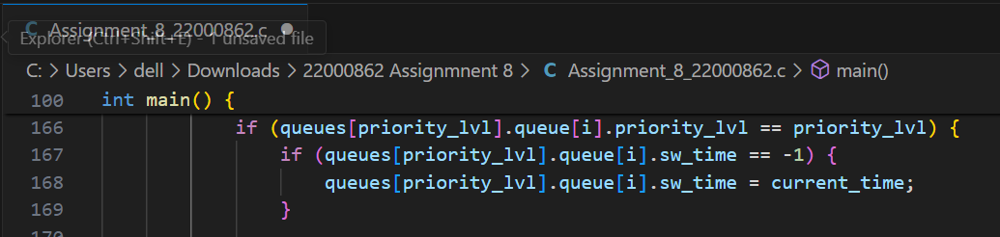 Assignment_8_22000862.c
Explorer (Ctrl+Shift+E) - 1 unsaved file
C: > Users > dell > Downloads > 22000862 Assignmnent 8 > C Assignment_8_22000862.c > main()
100 int main() {
166 if (queues[priority_lvl].queue[i].priority_lvl == priority_lvl) {
167 if (queues[priority_lvl].queue[i].sw_time == -1) {
168 queues[priority_lvl].queue[i].sw_time = current_time;
169 }
170